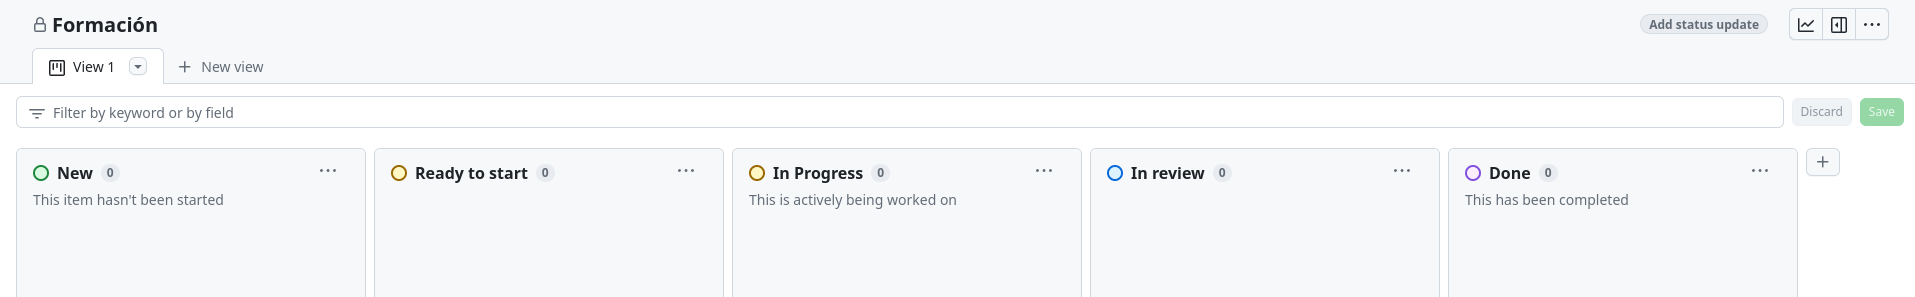 Formación
Add status update
View 1
New view
Filter by keyword or by field
Discard
Save
New 0
This item hasn't been started
Ready to start 0
In Progress 0
This is actively being worked on
In review 0
Done 0
This has been completed